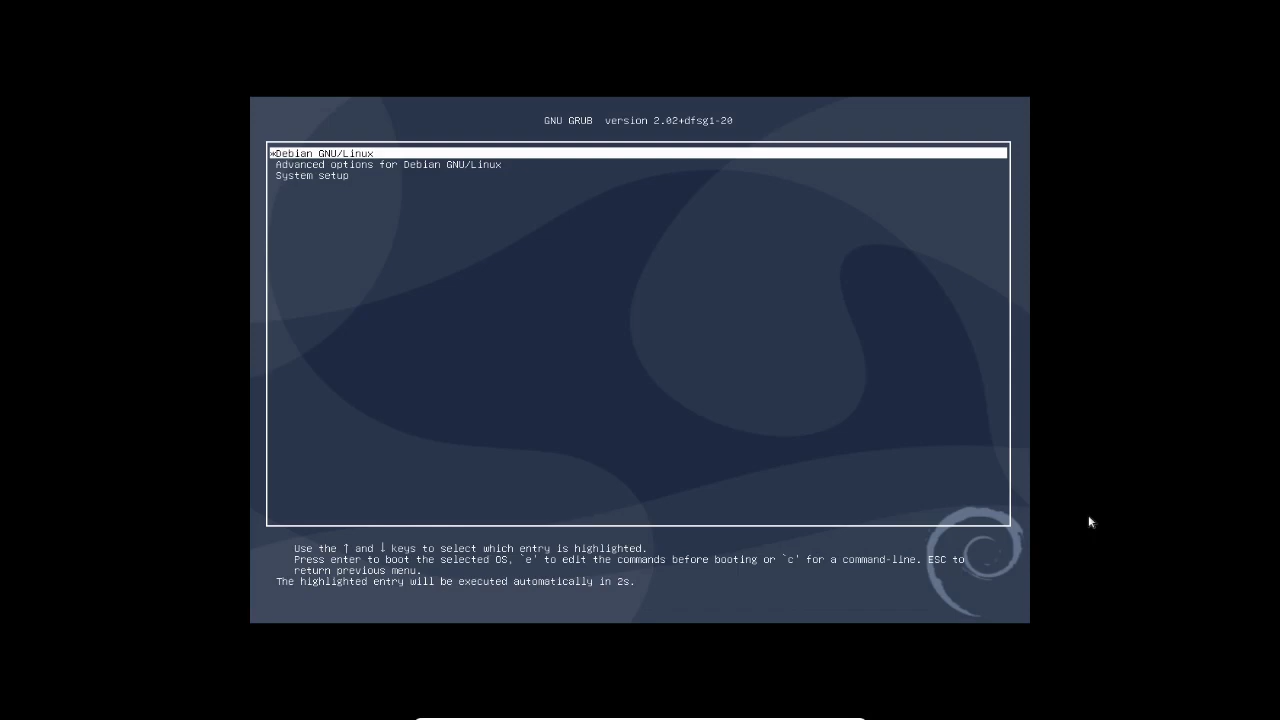 GNU GRUB  version 2.02+dfsg1-20
*Debian GNU/Linux
Advanced options for Debian GNU/Linux
System setup
Use the ↑ and ↓ keys to select which entry is highlighted.
Press enter to boot the selected OS, `e' to edit the commands before booting or `c' for a command-line. ESC to
return previous menu.
The highlighted entry will be executed automatically in 2s.